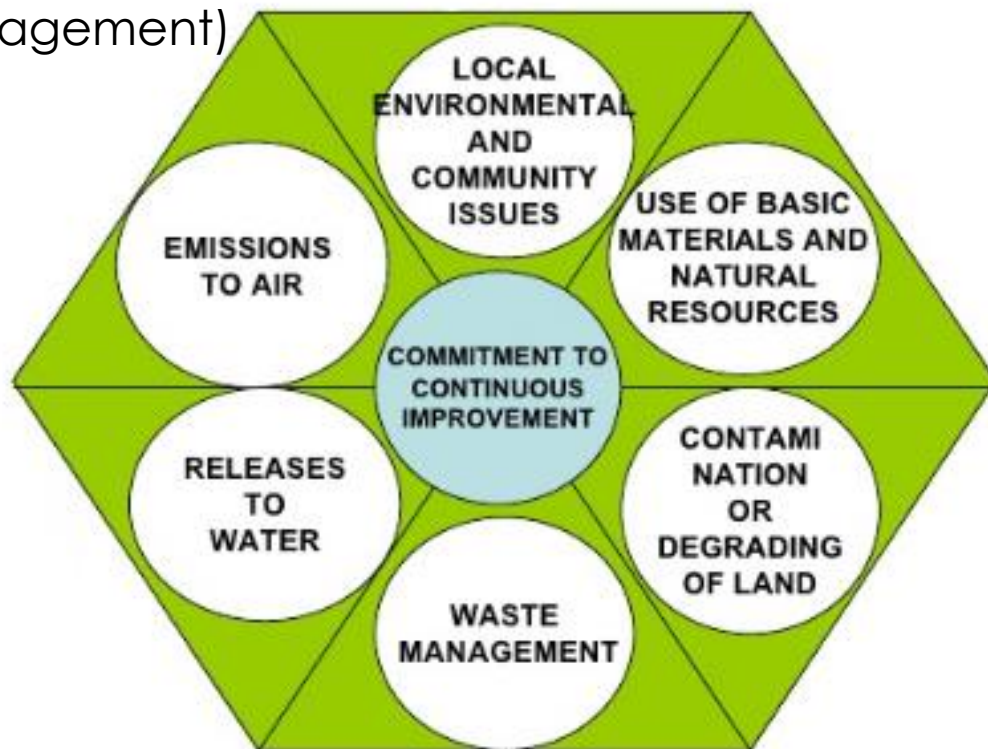 agement)
LOCAL
ENVIRONMENTAL
AND
COMMUNITY
ISSUES
USE OF BASIC
MATERIALS AND
NATURAL
RESOURCES
EMISSIONS
TO AIR
COMMITMENT TO
CONTINUOUS
IMPROVEMENT
CONTAMI
NATION
OR
DEGRADING
OF LAND
RELEASES
TO
WATER
WASTE
MANAGEMENT